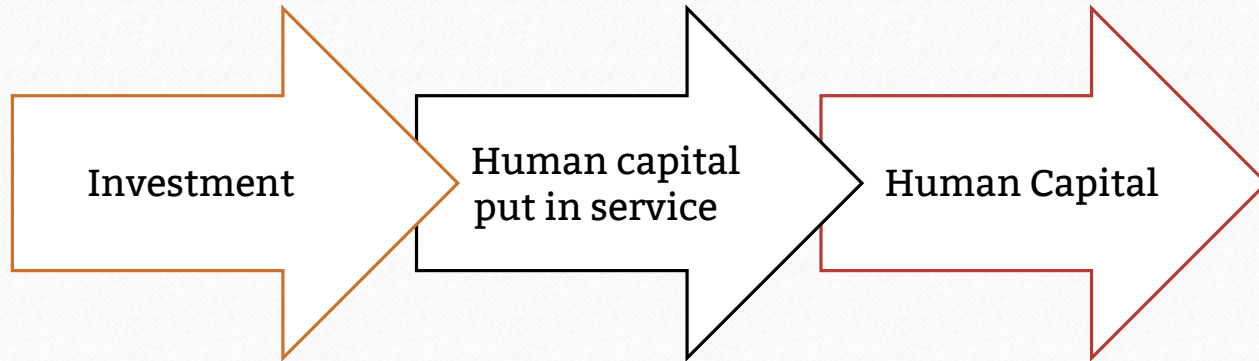 Investment
Human capital
put in service
Human Capital